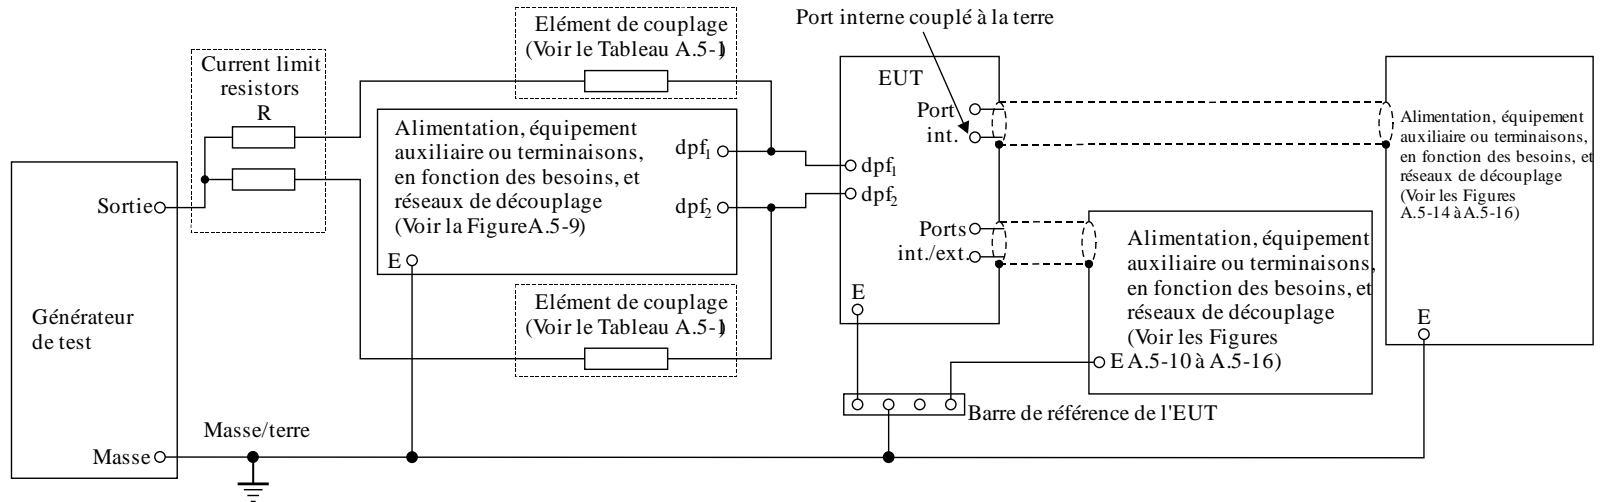 Port interne couplé à la terre
Elément de couplage
(Voir le Tableau A.5-1)
Current limit
resistors
R
EUT
Port
int.
Alimentation, équipement
auxiliaire ou terminaisons,
en fonction des besoins, et
réseaux de découplage
(Voir la FigureA.5-9)
dpf1
dpf2
E
dpf1
dpf2
Alimentation, équipement
auxiliaire ou terminaisons,
en fonction des besoins, et
réseaux de découplage
(Voir les Figures
A.5-14 à A.5-16)
Sortie
Ports
int./ext.
Alimentation, équipement
auxiliaire ou terminaisons,
en fonction des besoins, et
réseaux de découplage
(Voir les Figures
E A.5-10 à A.5-16)
E
E
Elément de couplage
(Voir le Tableau A.5-1)
Générateur
de test
Barre de référence de l'EUT
Masse/terre
Masse